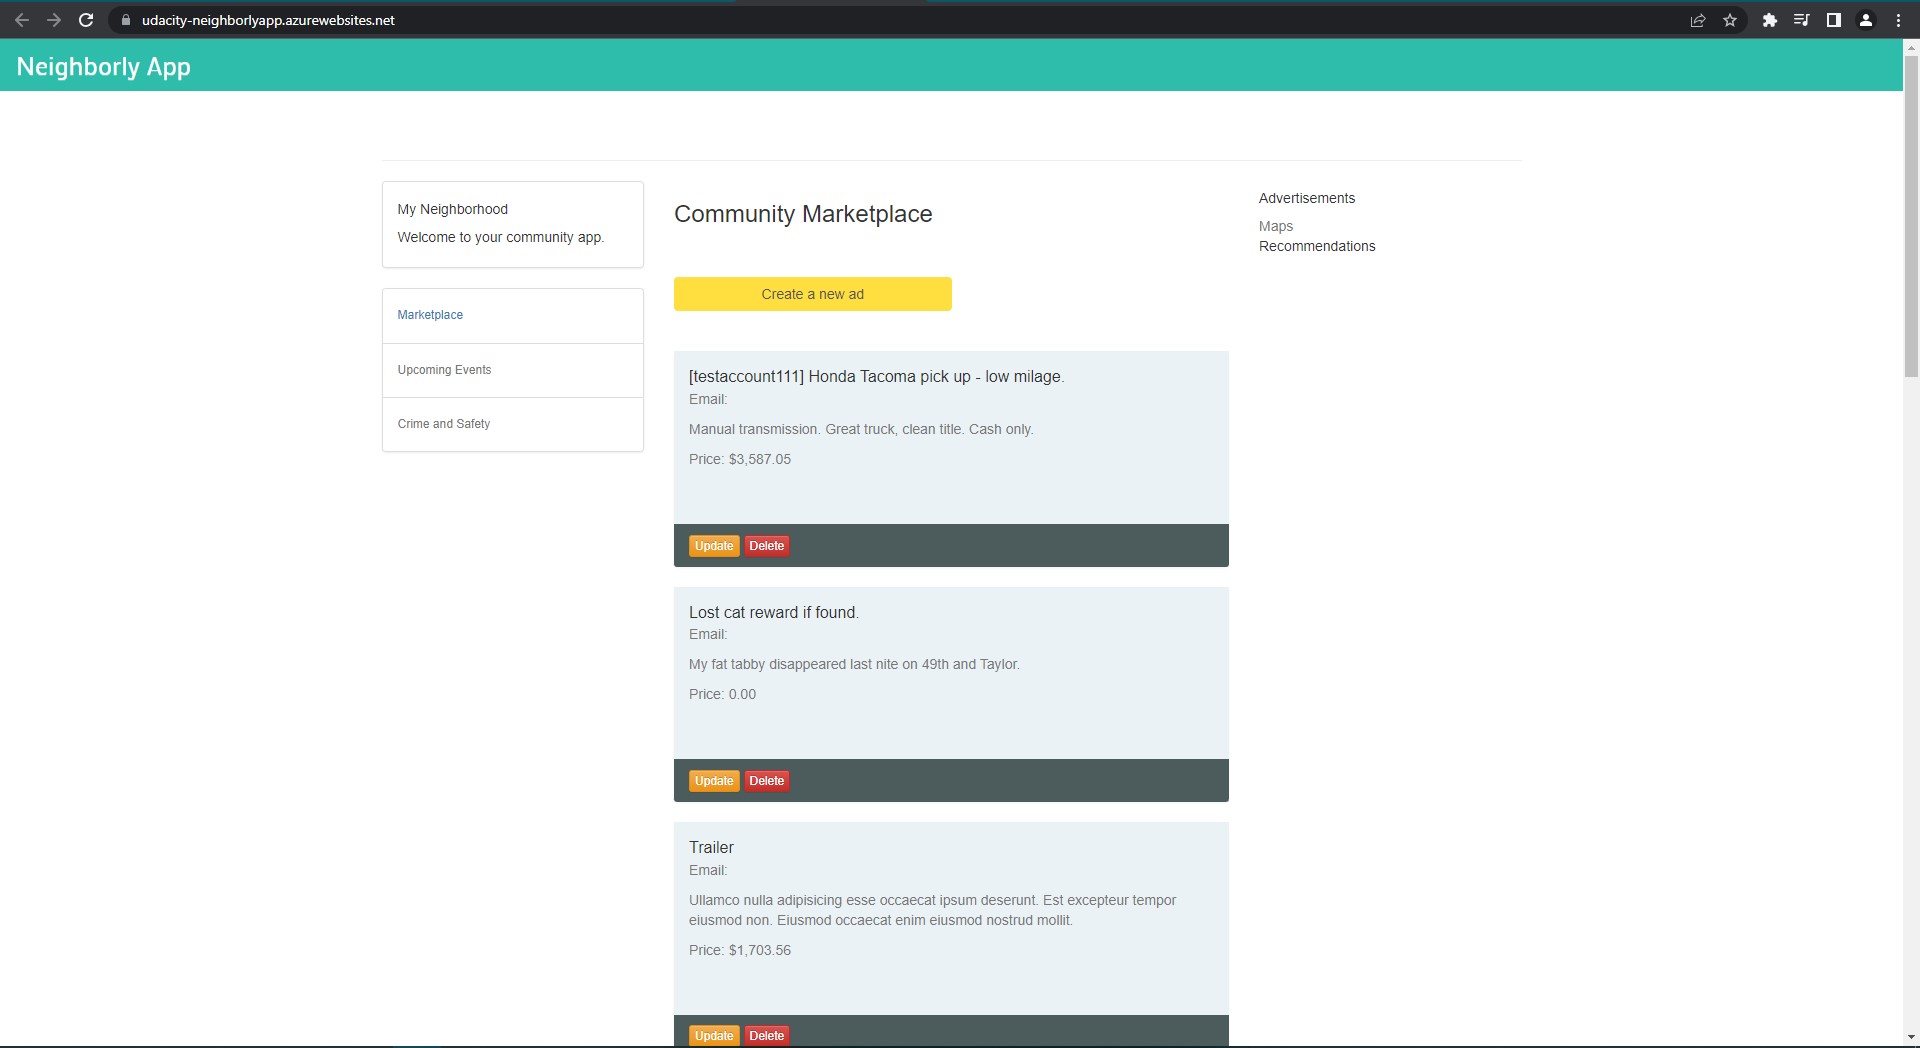 udacity-neighborlyapp.azurewebsites.net
Neighborly App
My Neighborhood
Welcome to your community app.
Marketplace
Upcoming Events
Crime and Safety
Community Marketplace
Create a new ad
[testaccount111] Honda Tacoma pick up - low milage.
Email:
Manual transmission. Great truck, clean title. Cash only.
Price: $3,587.05
Update Delete
Lost cat reward if found.
Email:
My fat tabby disappeared last nite on 49th and Taylor.
Price: 0.00
Update Delete
Trailer
Email:
Ullamco nulla adipisicing esse occaecat ipsum deserunt. Est excepteur tempor
eiusmod non. Eiusmod occaecat enim eiusmod nostrud mollit.
Price: $1,703.56
Update Delete
Advertisements
Maps
Recommendations